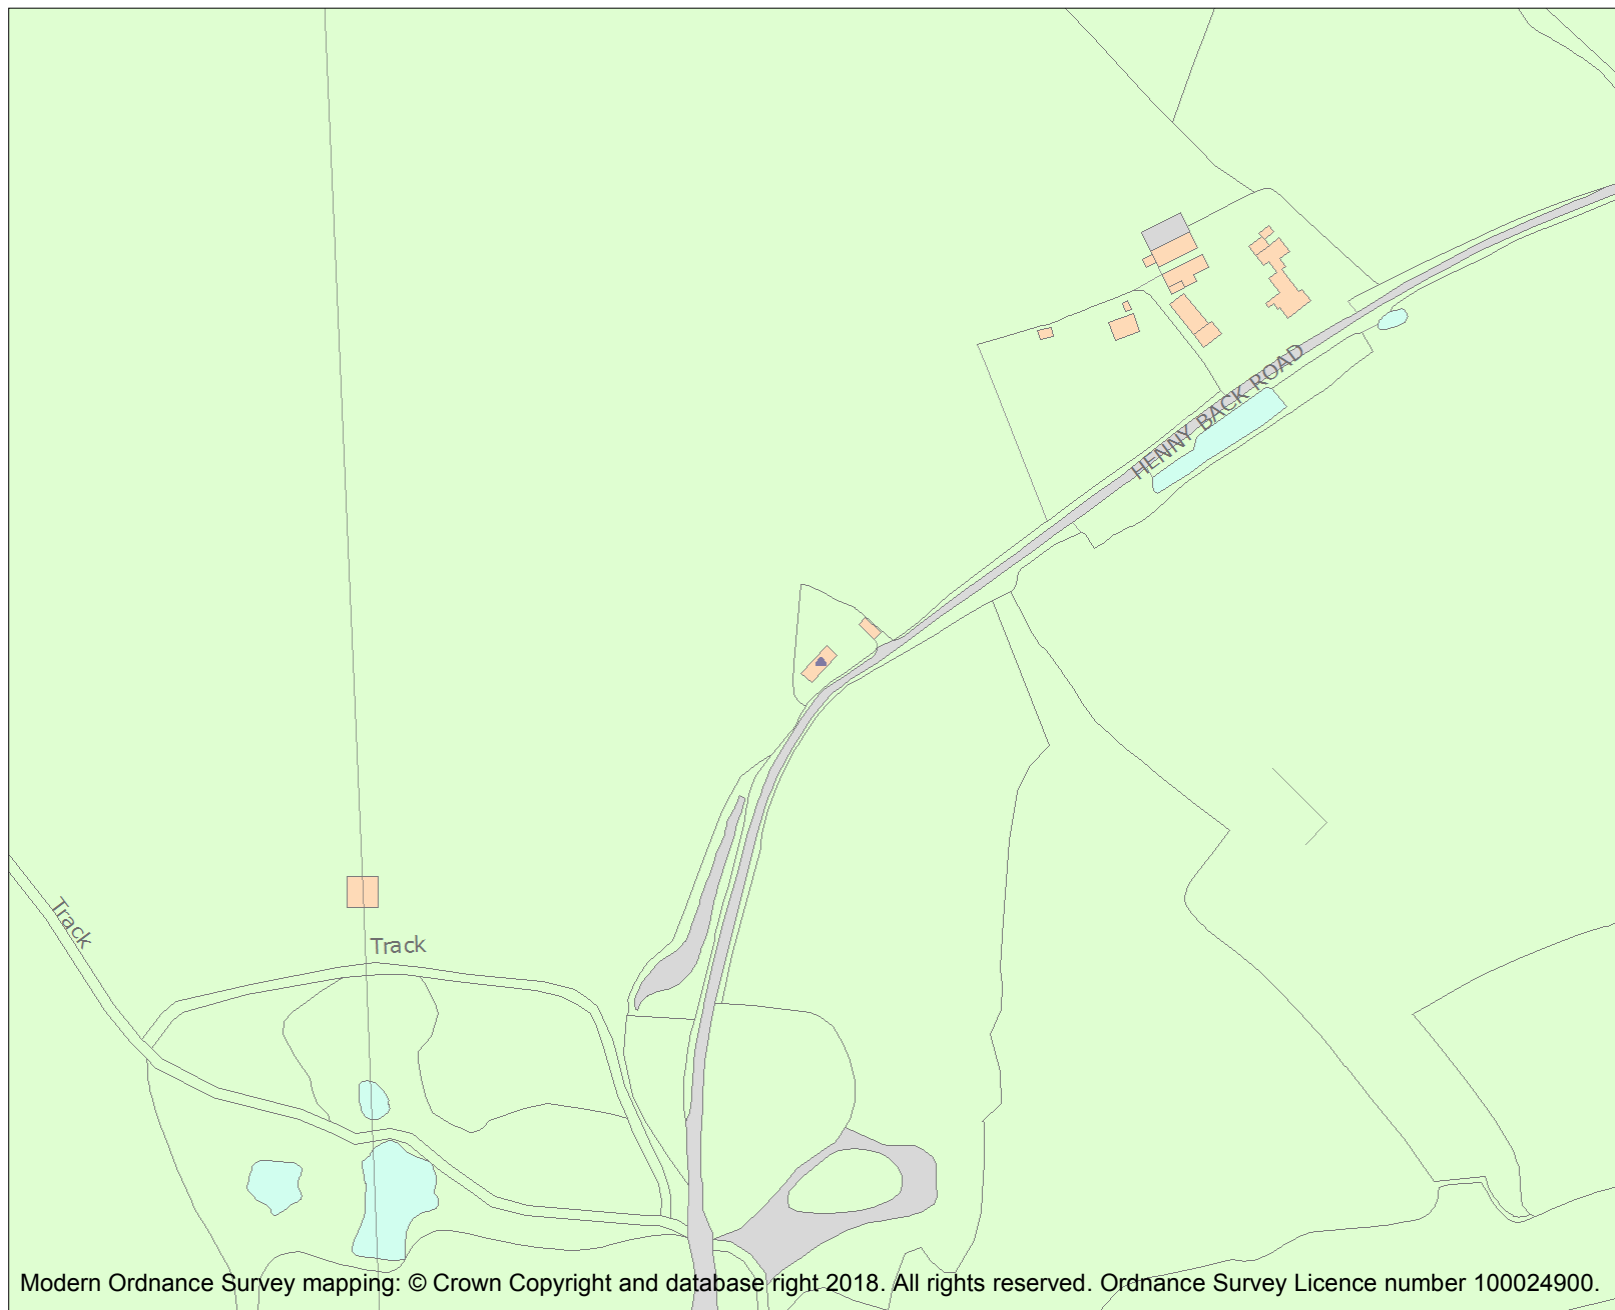 HENNY BACK ROAD
Track
Track
Modern Ordnance Survey mapping: © Crown Copyright and database right 2018. All rights reserved. Ordnance Survey Licence number 100024900.